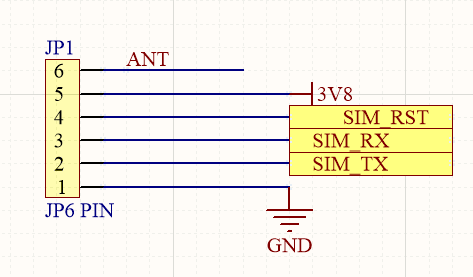 JP1
ANT
6
5
3V8
4
SIM_RST
3
SIM_RX
2
SIM_TX
1
JP6 PIN
GND